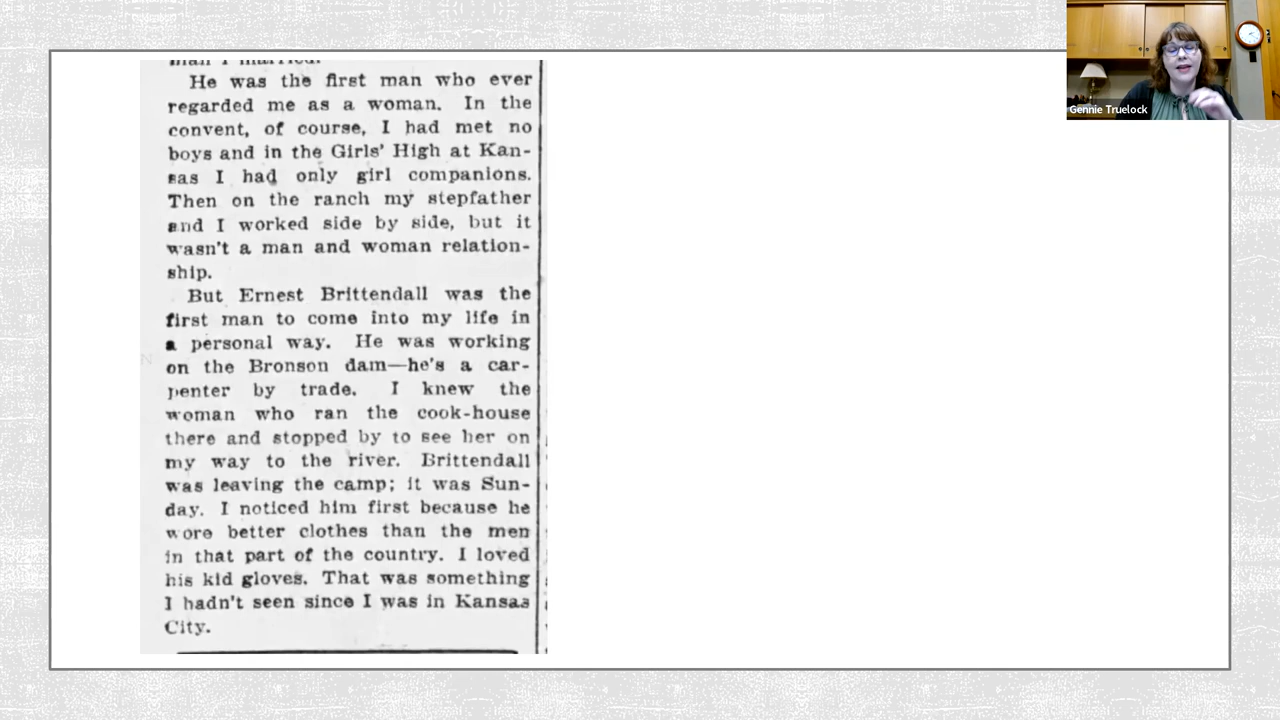 man I married.
He was the first man who ever
regarded me as a woman. In the
convent, of course, I had met no
boys and in the Girls' High at Kan-
sas I had only girl companions.
Then on the ranch my stepfather
and I worked side by side, but it
wasn't a man and woman relation-
ship.
But Ernest Brittendall was the
first man to come into my life in
a personal way. He was working
on the Bronson dam—he's a car-
penter by trade. I knew the
woman who ran the cook-house
there and stopped by to see her on
my way to the river. Brittendall
was leaving the camp; it was Sun-
day. I noticed him first because he
wore better clothes than the men
in that part of the country. I loved
his kid gloves. That was something
I hadn't seen since I was in Kansas
City.
Gennie Truelock